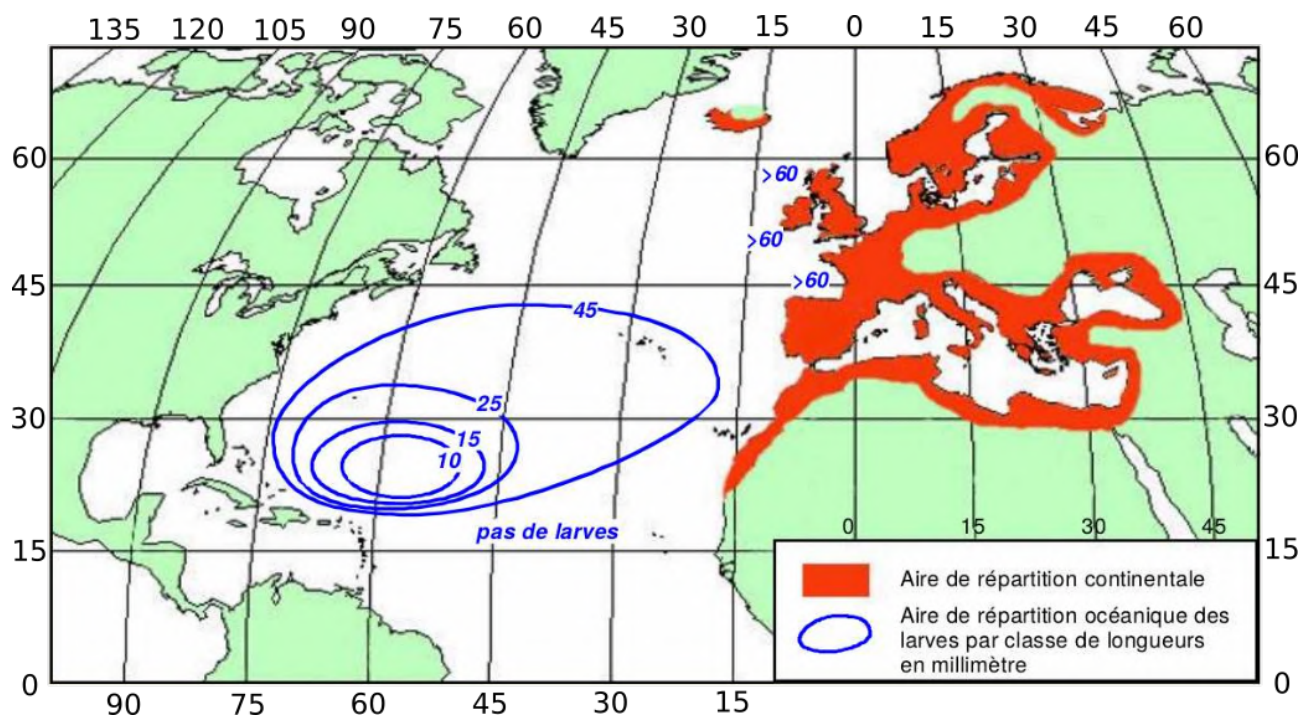 135 120 105 90 75 60 45 30 15 0 15 30 45 60
60 60
>60
>60
45 >60 45
45
30 25 30
15
10
pas de larves
0 15 30 45
15 15
Aire de répartition continentale
Aire de répartition océanique des
larves par classe de longueurs
en millimètre
0 0
90 75 60 45 30 15